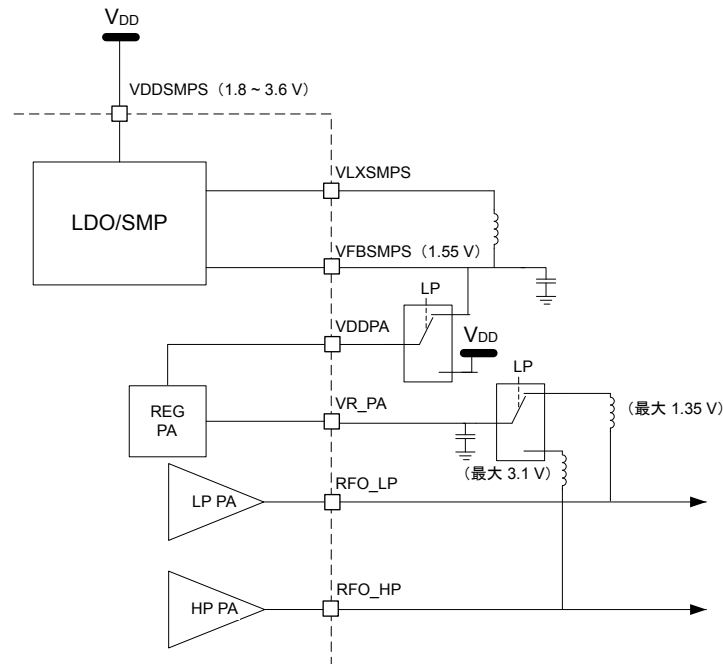 VDD
VDDSMPS（1.8 ~ 3.6 V）
VLXSMPS
LDO/SMP
VFBSMPS（1.55 V）
LP
VDDPA
VDD
LP
REG
PA
VR_PA
（最大 1.35 V）
（最大 3.1 V）
RFO_LP
LP PA
RFO_HP
HP PA